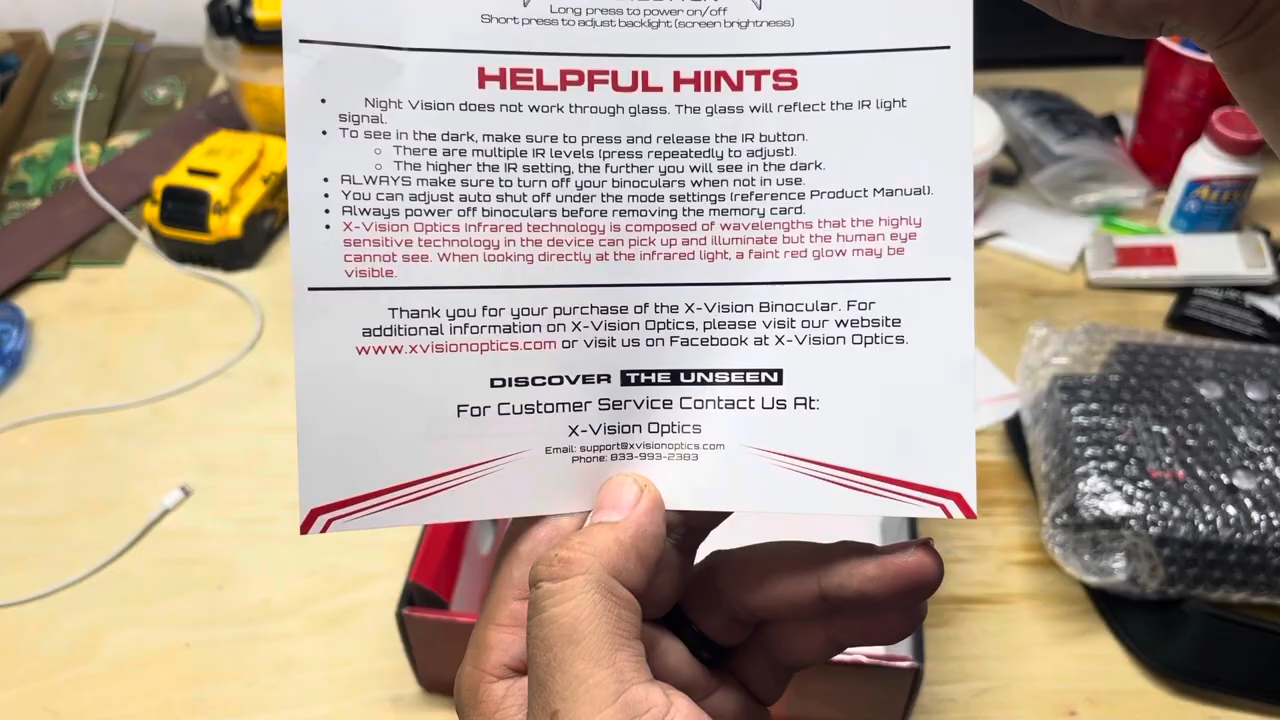 Long press to power on/off
Short press to adjust backlight (screen brightness)
HELPFUL HINTS
• Night Vision does not work through glass. The glass will reflect the IR light
signal.
• To see in the dark, make sure to press and release the IR button.
○ There are multiple IR levels (press repeatedly to adjust).
○ The higher the IR setting, the further you will see in the dark.
• ALWAYS make sure to turn off your binoculars when not in use.
• You can adjust auto shut off under the mode settings (reference Product Manual).
• Always power off binoculars before removing the memory card.
• X-Vision Optics Infrared technology is composed of wavelengths that the highly
sensitive technology in the device can pick up and illuminate but the human eye
cannot see. When looking directly at the infrared light, a faint red glow may be
visible.
Thank you for your purchase of the X-Vision Binocular. For
additional information on X-Vision Optics, please visit our website
www.xvisionoptics.com or visit us on Facebook at X-Vision Optics.
DISCOVER THE UNSEEN
For Customer Service Contact Us At:
X-Vision Optics
Email: support@xvisionoptics.com
Phone: 833-993-2383
ALEVE